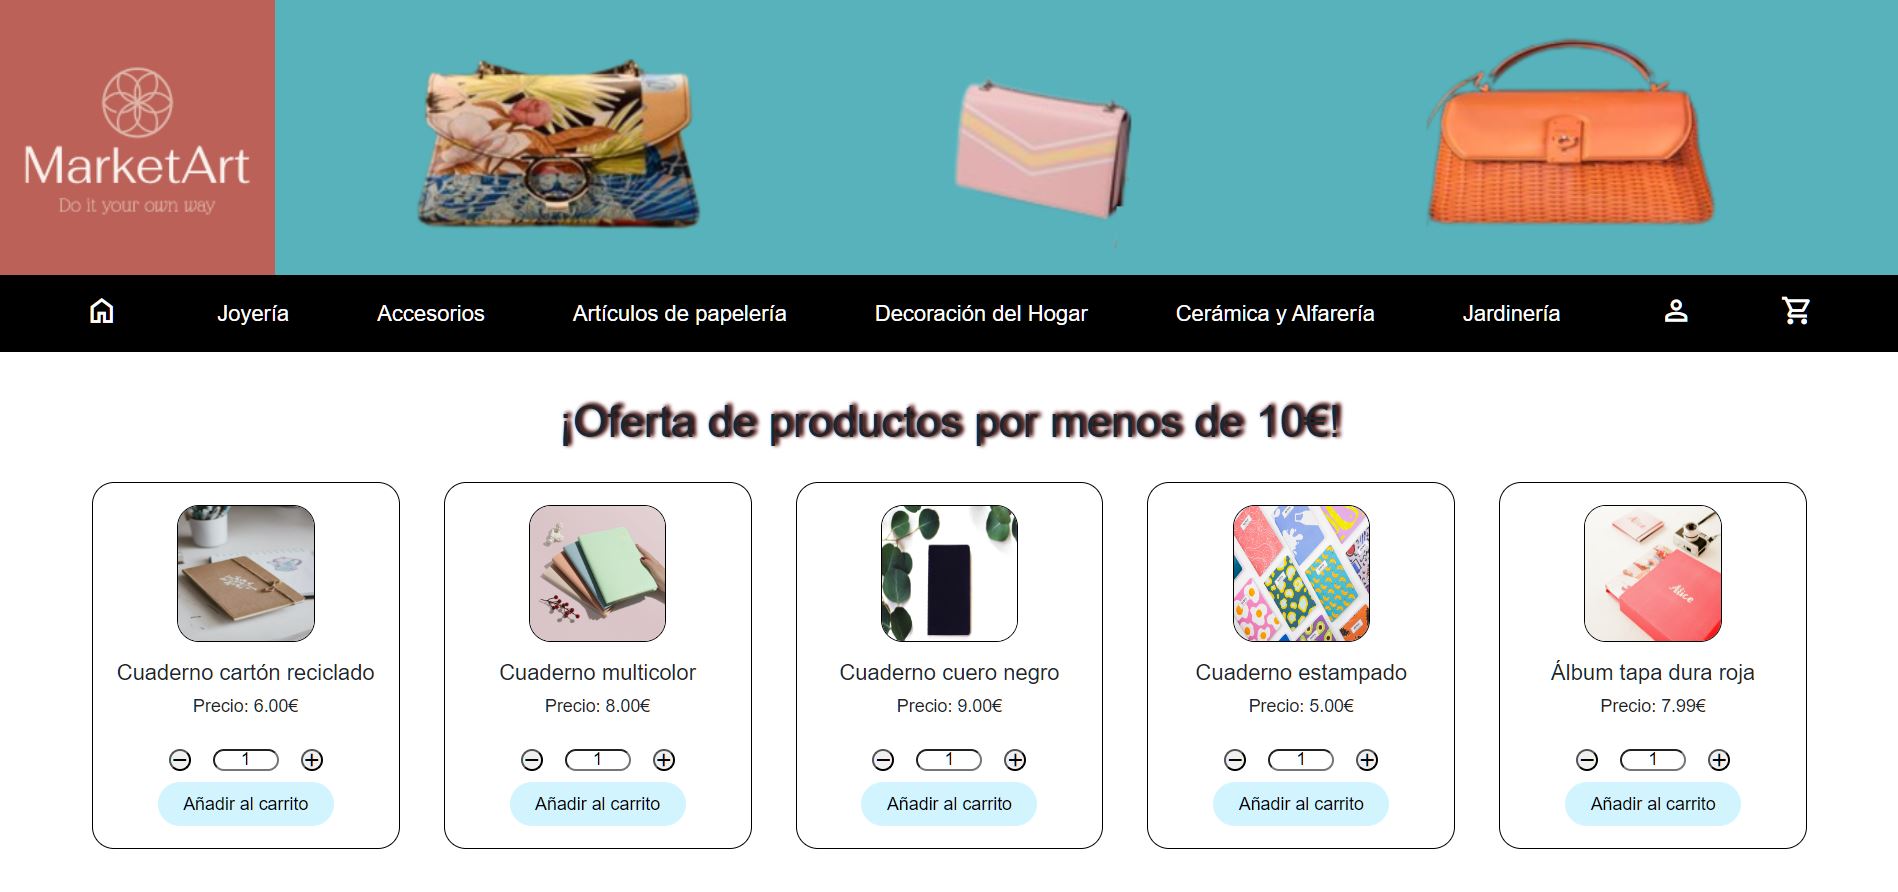 MarketArt
Do it your own way
Joyería
Accesorios
Artículos de papelería
Decoración del Hogar
Cerámica y Alfarería
Jardinería
¡Oferta de productos por menos de 10€!
Cuaderno cartón reciclado
Precio: 6.00€
1
Añadir al carrito
Cuaderno multicolor
Precio: 8.00€
1
Añadir al carrito
Cuaderno cuero negro
Precio: 9.00€
1
Añadir al carrito
Cuaderno estampado
Precio: 5.00€
1
Añadir al carrito
Alice
Álbum tapa dura roja
Precio: 7.99€
1
Añadir al carrito